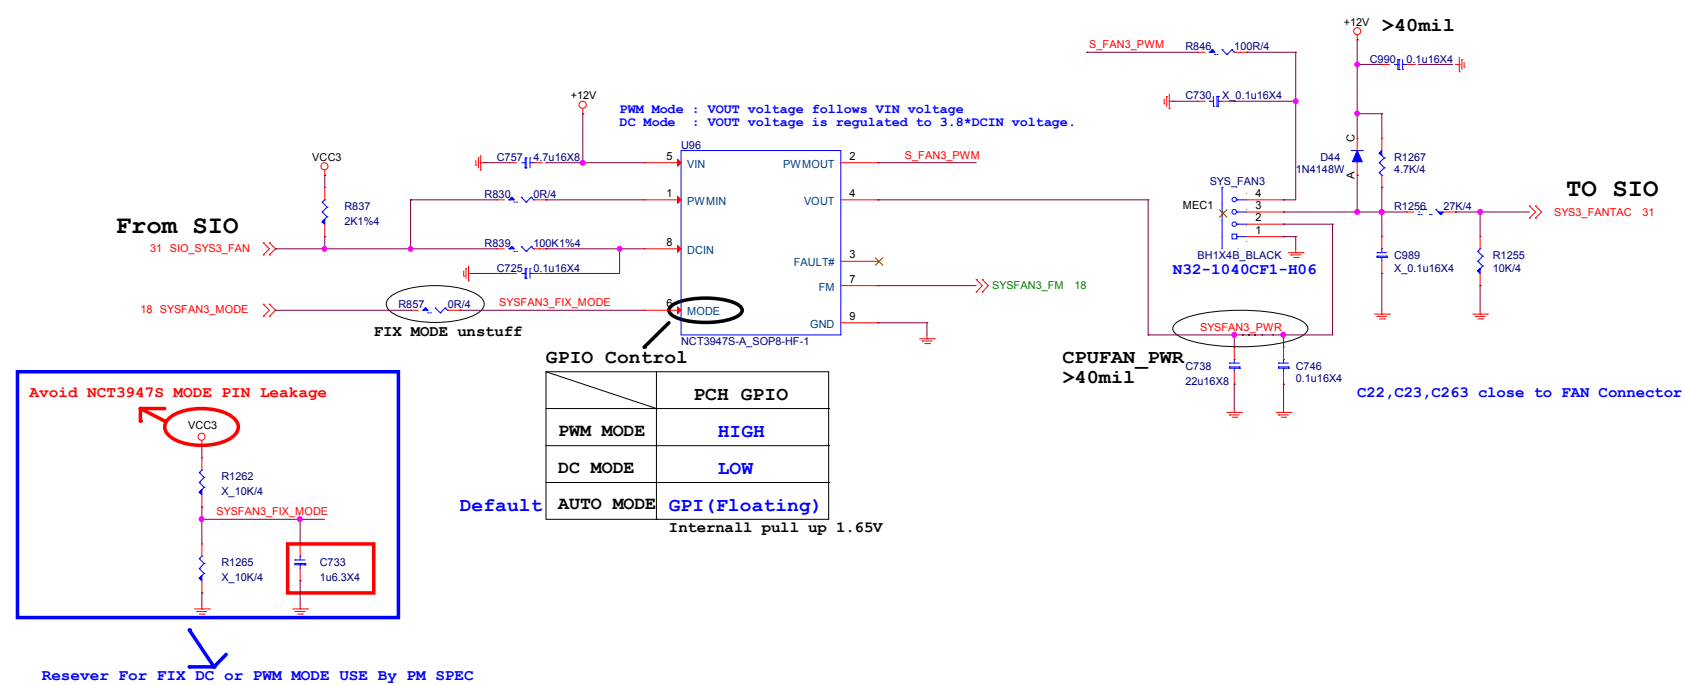 +12V >40mil
S_FAN3_PWM R846 100R/4
C990 0.1u16X4
+12V
C730 X_0.1u16X4
PWM Mode : VOUT voltage follows VIN voltage
DC Mode : VOUT voltage is regulated to 3.8*DCIN voltage.
U96
VCC3
C757 4.7u16X8 5 VIN PWMOUT 2 S_FAN3_PWM
D44
1N4148W
C
A
R1267
4.7K/4
R830 0R/4 1 PWMIN VOUT 4
SYS_FAN3
MEC1
4
3
2
1
BH1X4B_BLACK
N32-1040CF1-H06
R837
2K1%4
From SIO
31 SIO_SYS3_FAN
R839 100K1%4 8 DCIN
C725 0.1u16X4
FAULT# 3
FM 7 SYSFAN3_FM 18
R1256 27K/4
TO SIO
SYS3_FANTAC 31
C989
X_0.1u16X4
R1255
10K/4
18 SYSFAN3_MODE R857 0R/4 SYSFAN3_FIX_MODE 6 MODE
GND 9
FIX MODE unstuff
NCT3947S-A_SOP8-HF-1
SYSFAN3_PWR
CPUFAN_PWR
>40mil
C738
22u16X8
C746
0.1u16X4
C22,C23,C263 close to FAN Connector
GPIO Control
PCH GPIO
PWM MODE HIGH
DC MODE LOW
Default AUTO MODE GPI(Floating)
Internall pull up 1.65V
Avoid NCT3947S MODE PIN Leakage
VCC3
R1262
X_10K/4
SYSFAN3_FIX_MODE
R1265
X_10K/4
C733
1u6.3X4
Resever For FIX DC or PWM MODE USE By PM SPEC